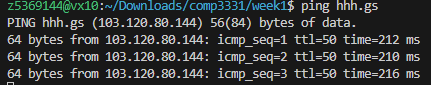 z5369144@vx10:~/Downloads/comp3331/week1$ ping hhh.gs
PING hhh.gs (103.120.80.144) 56(84) bytes of data.
64 bytes from 103.120.80.144: icmp_seq=1 ttl=50 time=212 ms
64 bytes from 103.120.80.144: icmp_seq=2 ttl=50 time=210 ms
64 bytes from 103.120.80.144: icmp_seq=3 ttl=50 time=216 ms